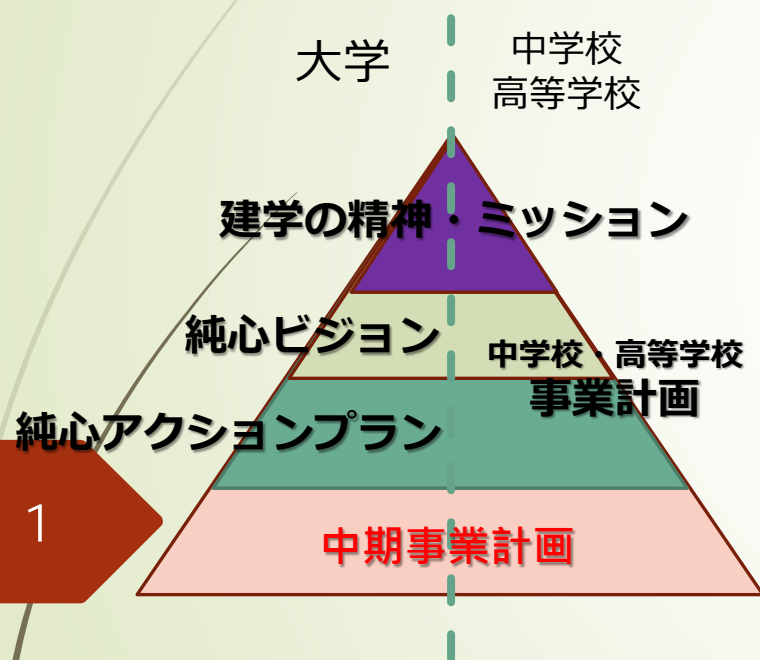 大学
中学校
高等学校
建学の精神・ミッション
純心ビジョン
中学校・高等学校
事業計画
純心アクションプラン
1
中期事業計画